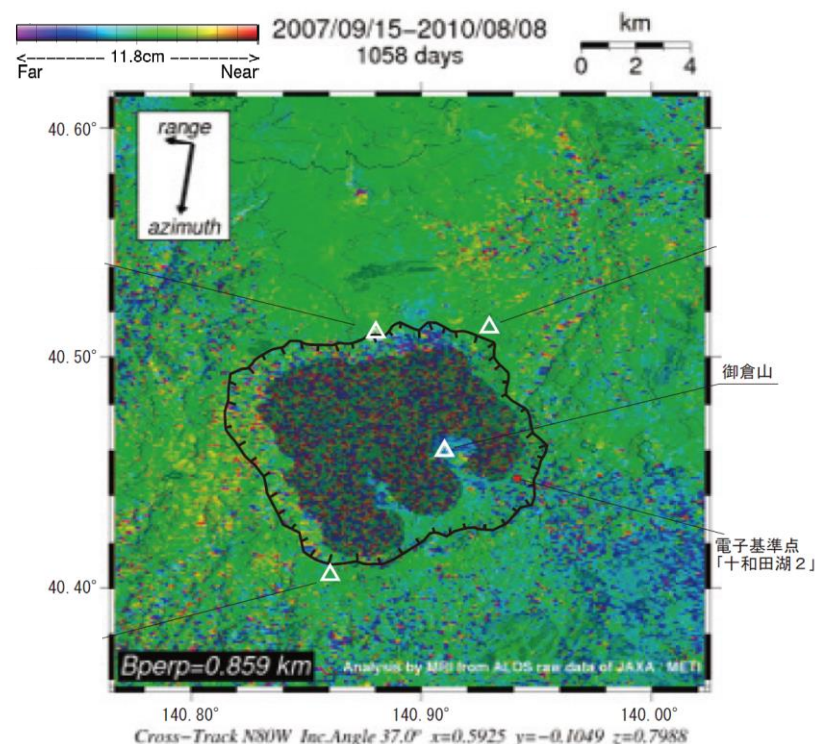 2007/09/15−2010/08/08
1058 days
km
0 2 4
<− − − 11.8cm − − −>
Far Near
range
azimuth
40.60°
40.50°
40.40°
御倉山
電子基準点
「十和田湖２」
Bperp=0.859 km
Analysis by MRI from ALOS raw data of JAXA METI
140.80° 140.90° 140.00°
Cross−Track N80W Inc.Angle 37.0° x=0.5925 y=−0.1049 z=0.7988